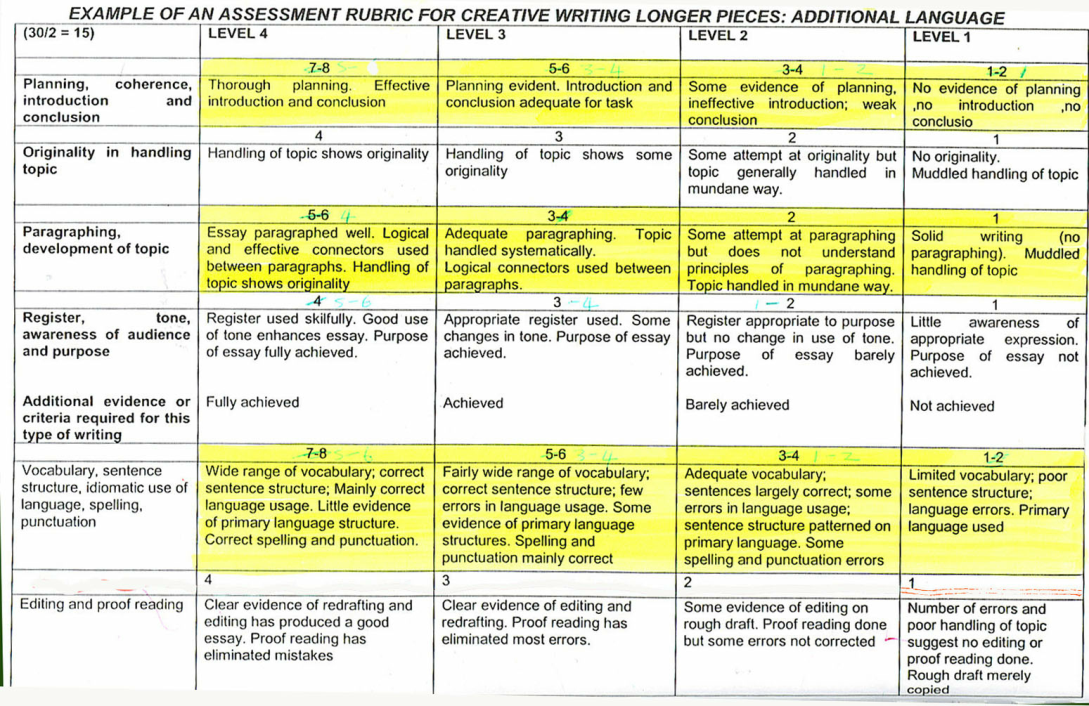 EXAMPLE OF AN ASSESSMENT RUBRIC FOR CREATIVE WRITING LONGER PIECES: ADDITIONAL LANGUAGE
(30/2 = 15)
LEVEL 4
LEVEL 3
LEVEL 2
LEVEL 1
Planning, coherence,
introduction and
conclusion
7-8 5-
Thorough planning. Effective
introduction and conclusion
5-6 3-4
Planning evident. Introduction and
conclusion adequate for task
3-4 1-2
Some evidence of planning,
ineffective introduction; weak
conclusion
1-2 1
No evidence of planning
,no introduction ,no
conclusio
Originality in handling
topic
4
Handling of topic shows originality
3
Handling of topic shows some
originality
2
Some attempt at originality but
topic generally handled in
mundane way.
1
No originality.
Muddled handling of topic
Paragraphing,
development of topic
5-6 4
Essay paragraphed well. Logical
and effective connectors used
between paragraphs. Handling of
topic shows originality
3-4
Adequate paragraphing. Topic
handled systematically.
Logical connectors used between
paragraphs.
2
Some attempt at paragraphing
but does not understand
principles of paragraphing.
Topic handled in mundane way.
1
Solid writing (no
paragraphing). Muddled
handling of topic
Register, tone,
awareness of audience
and purpose
4 5-6
Register used skilfully. Good use
of tone enhances essay. Purpose
of essay fully achieved.
3 -4
Appropriate register used. Some
changes in tone. Purpose of essay
achieved.
1- 2
Register appropriate to purpose
but no change in use of tone.
Purpose of essay barely
achieved.
1
Little awareness of
appropriate expression.
Purpose of essay not
achieved.
Additional evidence or
criteria required for this
type of writing
Fully achieved
Achieved
Barely achieved
Not achieved
Vocabulary, sentence
structure, idiomatic use of
language, spelling,
punctuation
7-8 5-6
Wide range of vocabulary; correct
sentence structure; Mainly correct
language usage. Little evidence
of primary language structure.
Correct spelling and punctuation.
5-6 3-4
Fairly wide range of vocabulary;
correct sentence structure; few
errors in language usage. Some
evidence of primary language
structures. Spelling and
punctuation mainly correct
3-4 1-2
Adequate vocabulary;
sentences largely correct; some
errors in language usage;
sentence structure patterned on
primary language. Some
spelling and punctuation errors
1-2
Limited vocabulary; poor
sentence structure;
language errors. Primary
language used
Editing and proof reading
4
Clear evidence of redrafting and
editing has produced a good
essay. Proof reading has
eliminated mistakes
3
Clear evidence of editing and
redrafting. Proof reading has
eliminated most errors.
2
Some evidence of editing on
rough draft. Proof reading done
but some errors not corrected
1
Number of errors and
poor handling of topic
suggest no editing or
proof reading done.
Rough draft merely
copied